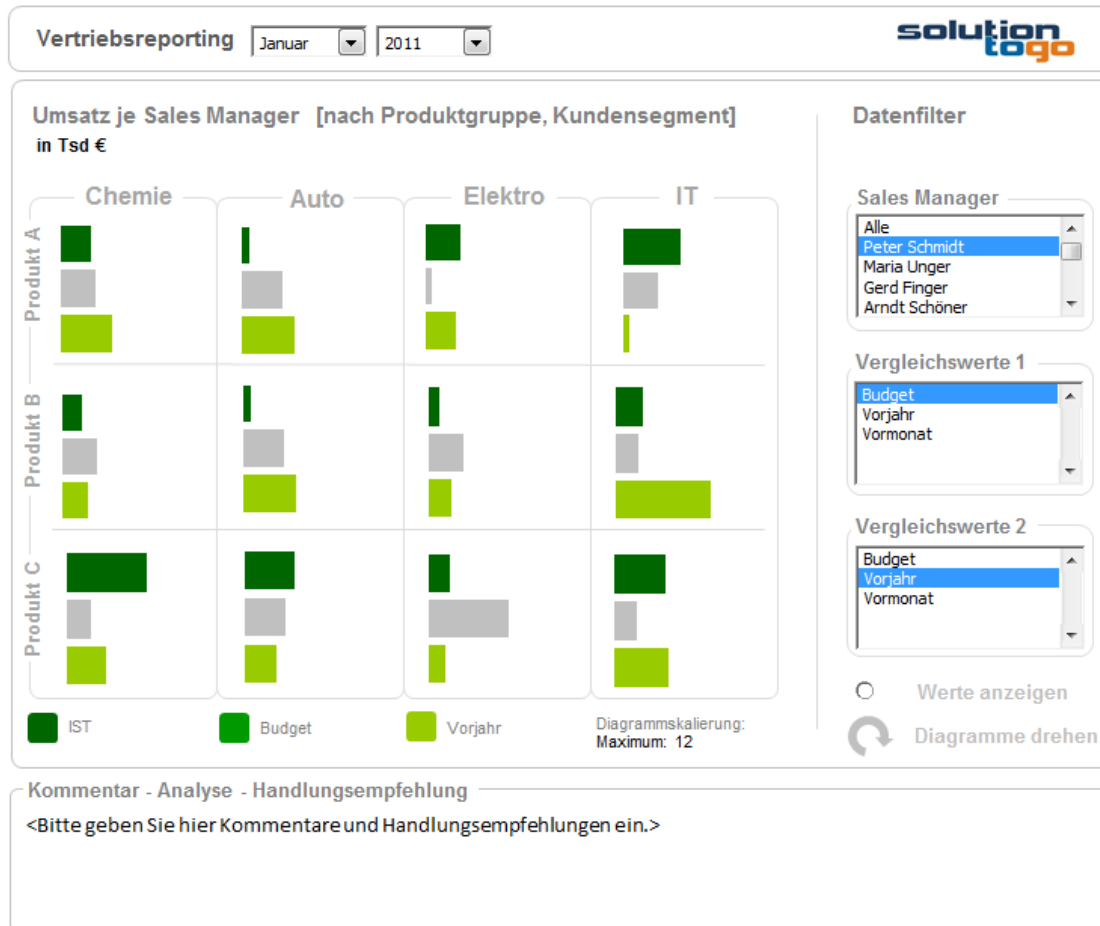 Vertriebsreporting Januar 2011
solution
togo
Umsatz je Sales Manager [nach Produktgruppe, Kundensegment]
in Tsd €
Chemie Auto Elektro IT
Produkt A
Produkt B
Produkt C
IST Budget Vorjahr
Diagrammskalierung:
Maximum: 12
Datenfilter
Sales Manager
Alle
Peter Schmidt
Maria Unger
Gerd Finger
Arndt Schöner
Vergleichswerte 1
Budget
Vorjahr
Vormonat
Vergleichswerte 2
Budget
Vorjahr
Vormonat
Werte anzeigen
Diagramme drehen
Kommentar - Analyse - Handlungsempfehlung
<Bitte geben Sie hier Kommentare und Handlungsempfehlungen ein.>